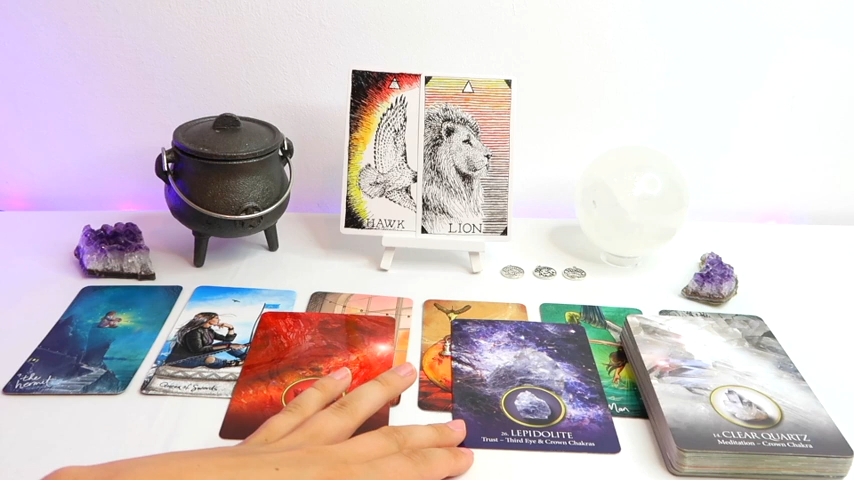 HAWK
LION
the hermit
Queen of Swords
26. LEPIDOLITE
Trust – Third Eye & Crown Chakras
Man
14. CLEAR QUARTZ
Meditation – Crown Chakra